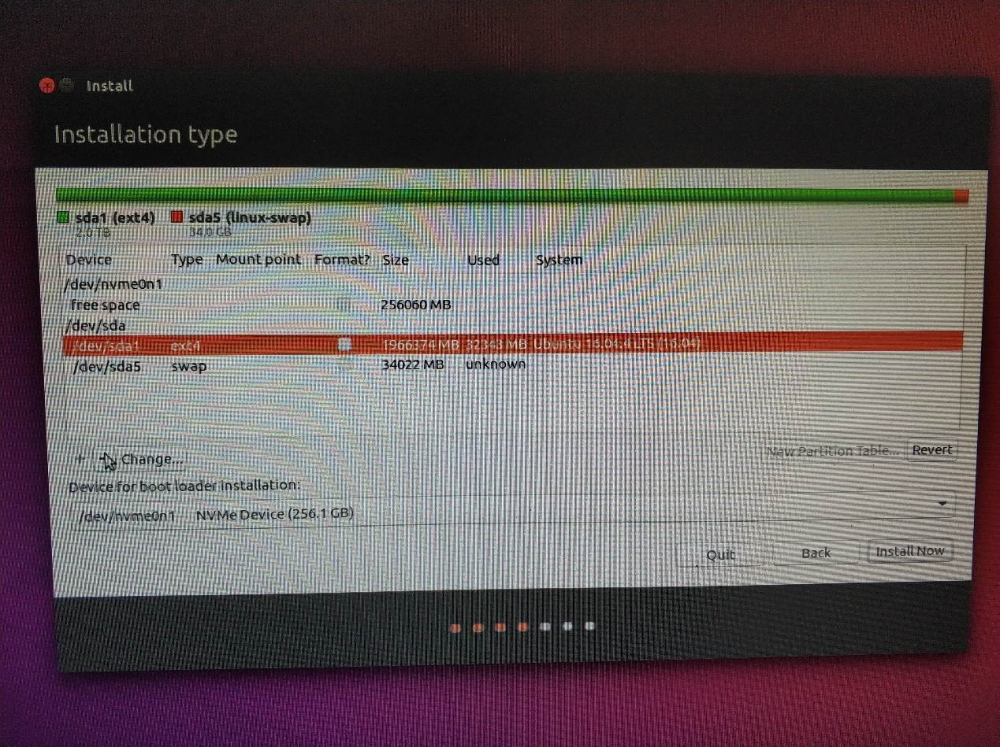 Install
Installation type
sda1 (ext4) sda5 (linux-swap)
2.0 TB 34.0 GB
Device Type Mount point Format? Size Used System
/dev/nvme0n1
free space 256060 MB
/dev/sda
/dev/sda1 ext4 1966374 MB 32343 MB Ubuntu 16.04.4 LTS (16.04)
/dev/sda5 swap 34022 MB unknown
+ - Change... New Partition Table... Revert
Device for boot loader installation:
/dev/nvme0n1 NVMe Device (256.1 GB)
Quit Back Install Now